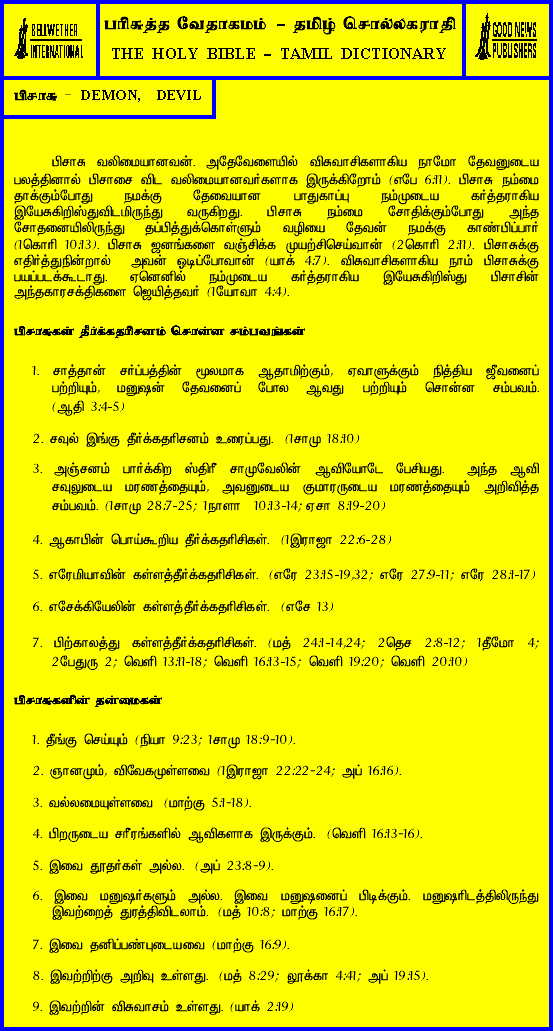 BELLWETHER
INTERNATIONAL
பரிசுத்த வேதாகமம் - தமிழ் சொல்லகராதி
THE HOLY BIBLE - TAMIL DICTIONARY
GOOD NEWS
PUBLISHERS
பிசாசு - DEMON, DEVIL
பிசாசு வலிமையானவன். அதேவேளையில் விசுவாசிகளாகிய நாமோ தேவனுடைய
பலத்தினால் பிசாசை விட வலிமையானவர்களாக இருக்கிறோம் (எபே 6:11). பிசாசு நம்மை
தாக்கும்போது நமக்கு தேவையான பாதுகாப்பு நம்முடைய கர்த்தராகிய
இயேசுகிறிஸ்துவிடமிருந்து வருகிறது. பிசாசு நம்மை சோதிக்கும்போது அந்த
சோதனையிலிருந்து தப்பித்துக்கொள்ளும் வழியை தேவன் நமக்கு காண்பிப்பார்
(1கொரி 10:13). பிசாசு ஜனங்களை வஞ்சிக்க முயற்சிசெய்வான் (2கொரி 2:11). பிசாசுக்கு
எதிர்த்துநின்றால் அவன் ஓடிப்போவான் (யாக் 4:7). விசுவாசிகளாகிய நாம் பிசாசுக்கு
பயப்படக்கூடாது. ஏனெனில் நம்முடைய கர்த்தராகிய இயேசுகிறிஸ்து பிசாசின்
அந்தகாரசக்திகளை ஜெயித்தவர் (1யோவா 4:4).
பிசாசுகள் தீர்க்கதரிசனம் சொன்ன சம்பவங்கள்
1. சாத்தான் சர்ப்பத்தின் மூலமாக ஆதாமிற்கும், ஏவாளுக்கும் நித்திய ஜீவனைப்
பற்றியும், மனுஷன் தேவனைப் போல ஆவது பற்றியும் சொன்ன சம்பவம்.
(ஆதி 3:4-5)
2. சவுல் இங்கு தீர்க்கதரிசனம் உரைப்பது. (1சாமு 18:10)
3. அஞ்சனம் பார்க்கிற ஸ்திரீ சாமுவேலின் ஆவியோடே பேசியது. அந்த ஆவி
சவுலுடைய மரணத்தையும், அவனுடைய குமாரருடைய மரணத்தையும் அறிவித்த
சம்பவம். (1சாமு 28:7-25; 1நாளா 10:13-14; ஏசா 8:19-20)
4. ஆகாபின் பொய்கூறிய தீர்க்கதரிசிகள். (1இராஜா 22:6-28)
5. எரேமியாவின் கள்ளத்தீர்க்கதரிசிகள். (எரே 23:15-19,32; எரே 27:9-11; எரே 28:1-17)
6. எசேக்கியேலின் கள்ளத்தீர்க்கதரிசிகள். (எசே 13)
7. பிற்காலத்து கள்ளத்தீர்க்கதரிசிகள். (மத் 24:1-14,24; 2தெச 2:8-12; 1தீமோ 4;
2பேதுரு 2; வெளி 13:11-18; வெளி 16:13-15; வெளி 19:20; வெளி 20:10)
பிசாசுகளின் தன்மைகள்
1. தீங்கு செய்யும் (நியா 9:23; 1சாமு 18:9-10).
2. ஞானமும், விவேகமுள்ளவை (1இராஜா 22:22-24; அப் 16:16).
3. வல்லமையுள்ளவை (மாற்கு 5:1-18).
4. பிறருடைய சரீரங்களில் ஆவிகளாக இருக்கும். (வெளி 16:13-16).
5. இவை தூதர்கள் அல்ல. (அப் 23:8-9).
6. இவை மனுஷர்களும் அல்ல. இவை மனுஷனைப் பிடிக்கும். மனுஷரிடத்திலிருந்து
இவற்றைத் துரத்திவிடலாம். (மத் 10:8; மாற்கு 16:17).
7. இவை தனிப்பண்புடையவை (மாற்கு 16:9).
8. இவற்றிற்கு அறிவு உள்ளது. (மத் 8:29; லூக்கா 4:41; அப் 19:15).
9. இவற்றின் விசுவாசம் உள்ளது. (யாக் 2:19)